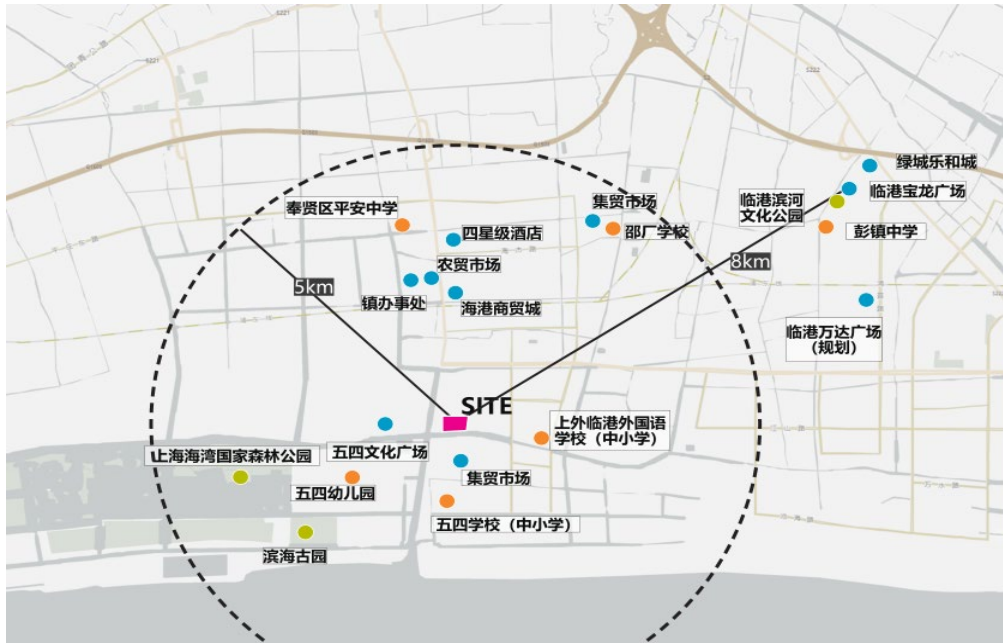 S221
S221
S222
绿城乐和城
临港滨河
文化公园
临港宝龙广场
彭镇中学
集贸市场
邵厂学校
奉贤区平安中学
四星级酒店
5km
8km
农贸市场
镇办事处
海港商贸城
临港万达广场
(规划)
SITE
上外临港外国语
学校(中小学)
五四文化广场
上海海湾国家森林公园
集贸市场
五四幼儿园
五四学校(中小学)
滨海古园